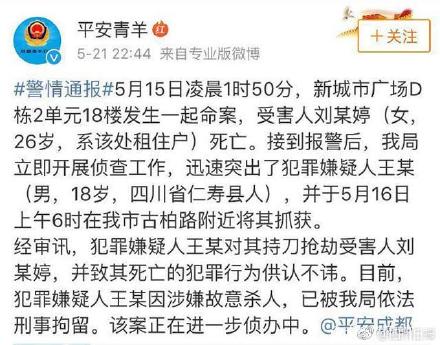 平安青羊
5-21 22:44 来自专业版微博
+关注
#警情通报#5月15日凌晨1时50分，新城市广场D
栋2单元18楼发生一起命案，受害人刘某婷（女，
26岁，系该处租住户）死亡。接到报警后，我局
立即开展侦查工作，迅速突出了犯罪嫌疑人王某
（男，18岁，四川省仁寿县人），并于5月16日
上午6时在我市古柏路附近将其抓获。
经审讯，犯罪嫌疑人王某对其持刀抢劫受害人刘
某婷，并致其死亡的犯罪行为供认不讳。目前，
犯罪嫌疑人王某因涉嫌故意杀人，已被我局依法
刑事拘留。该案正在进一步侦办中。@平安成都